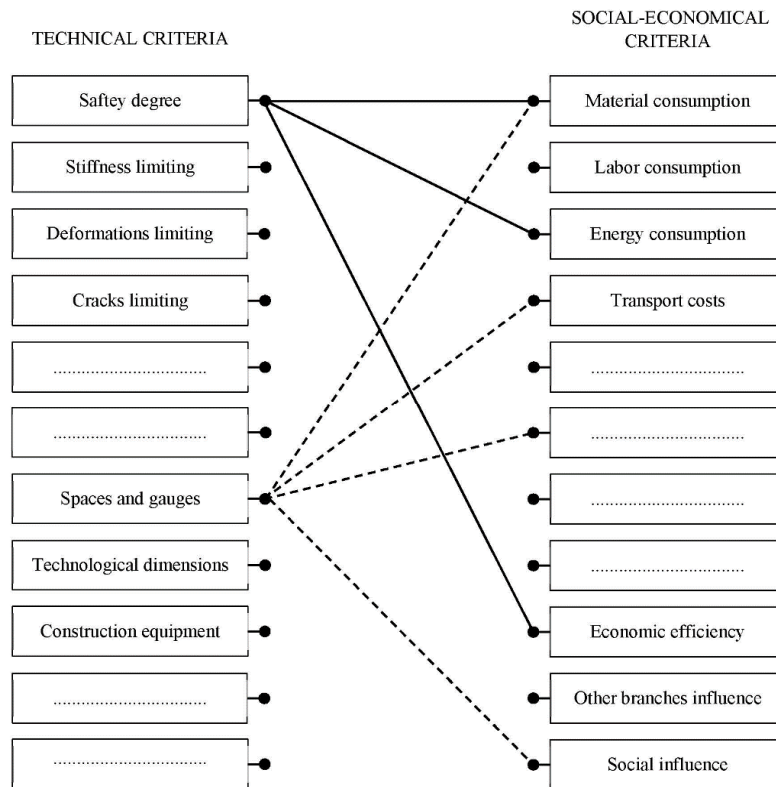 TECHNICAL CRITERIA
Saftey degree
Stiffness limiting
Deformations limiting
Cracks limiting
................................
................................
Spaces and gauges
Technological dimensions
Construction equipment
................................
................................
SOCIAL-ECONOMICAL
CRITERIA
Material consumption
Labor consumption
Energy consumption
Transport costs
................................
................................
................................
................................
Economic efficiency
Other branches influence
Social influence